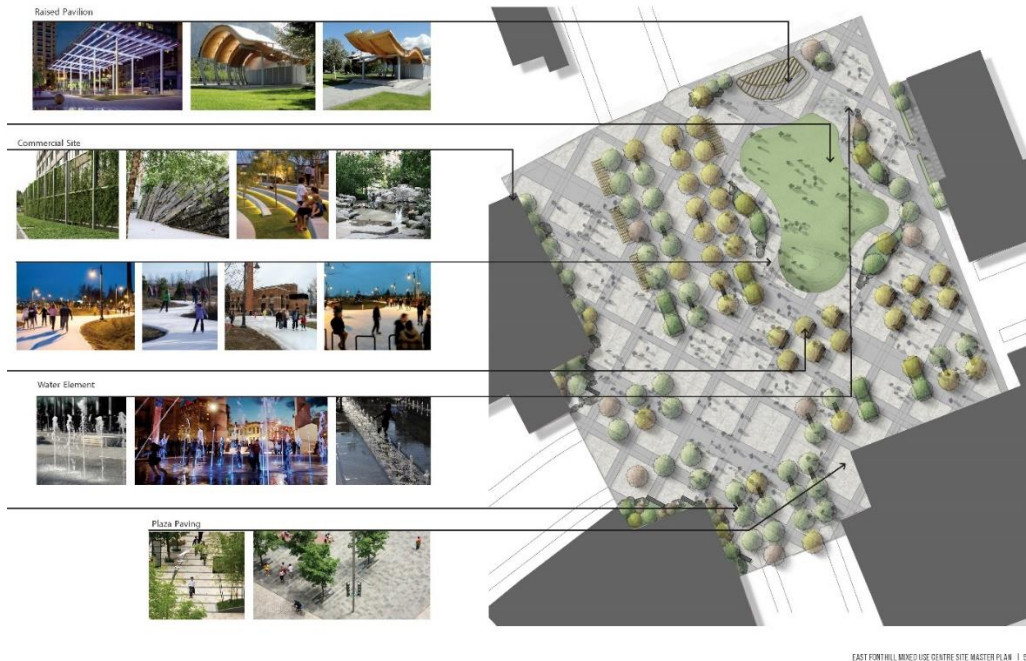 Raised Pavilion
Commercial Site
Water Element
Plaza Paving
EAST FONTHILL MIXED USE CENTRE SITE MASTER PLAN | 5